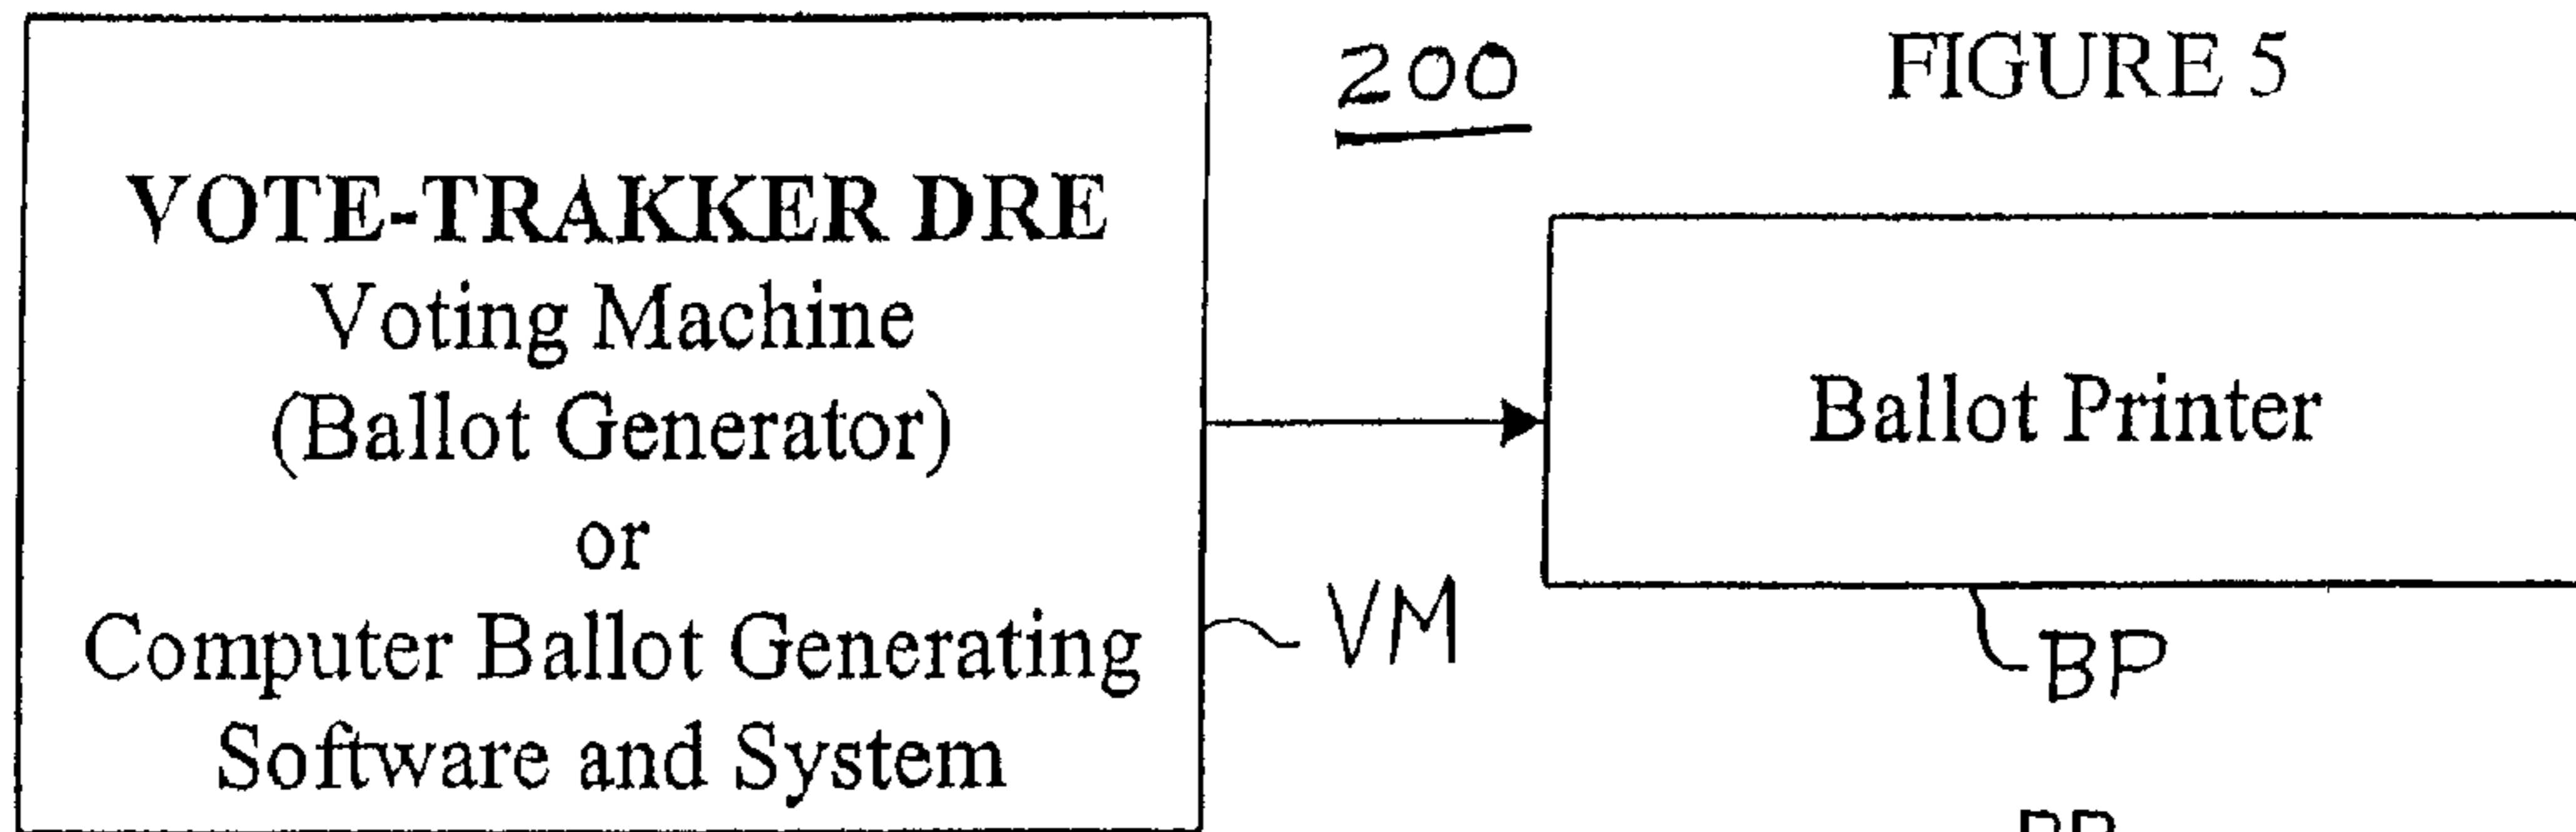 200
FIGURE 5
VOTE-TRAKKER DRE
Voting Machine
(Ballot Generator)
or
Computer Ballot Generating
Software and System
Ballot Printer
VM
BP